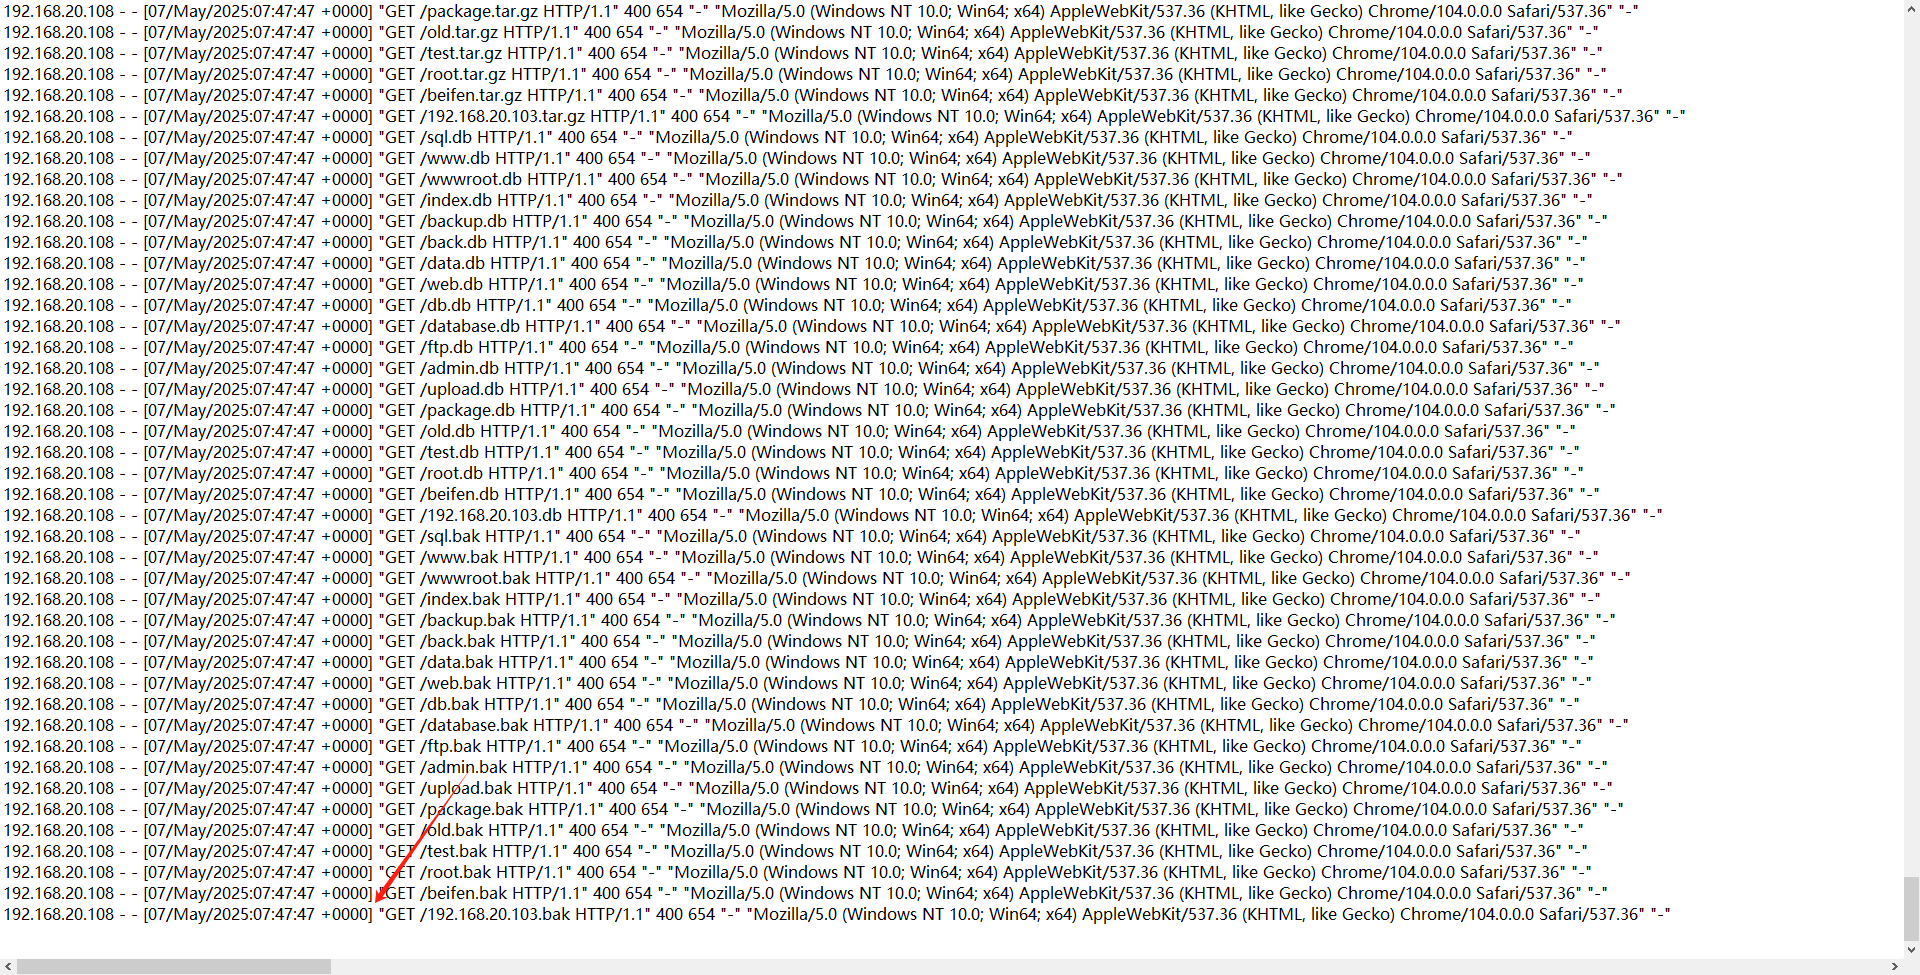 192.168.20.108 - - [07/May/2025:07:47:47 +0000] "GET /package.tar.gz HTTP/1.1" 400 654 "-" "Mozilla/5.0 (Windows NT 10.0; Win64; x64) AppleWebKit/537.36 (KHTML, like Gecko) Chrome/104.0.0.0 Safari/537.36" "-"
192.168.20.108 - - [07/May/2025:07:47:47 +0000] "GET /old.tar.gz HTTP/1.1" 400 654 "-" "Mozilla/5.0 (Windows NT 10.0; Win64; x64) AppleWebKit/537.36 (KHTML, like Gecko) Chrome/104.0.0.0 Safari/537.36" "-"
192.168.20.108 - - [07/May/2025:07:47:47 +0000] "GET /test.tar.gz HTTP/1.1" 400 654 "-" "Mozilla/5.0 (Windows NT 10.0; Win64; x64) AppleWebKit/537.36 (KHTML, like Gecko) Chrome/104.0.0.0 Safari/537.36" "-"
192.168.20.108 - - [07/May/2025:07:47:47 +0000] "GET /root.tar.gz HTTP/1.1" 400 654 "-" "Mozilla/5.0 (Windows NT 10.0; Win64; x64) AppleWebKit/537.36 (KHTML, like Gecko) Chrome/104.0.0.0 Safari/537.36" "-"
192.168.20.108 - - [07/May/2025:07:47:47 +0000] "GET /beifen.tar.gz HTTP/1.1" 400 654 "-" "Mozilla/5.0 (Windows NT 10.0; Win64; x64) AppleWebKit/537.36 (KHTML, like Gecko) Chrome/104.0.0.0 Safari/537.36" "-"
192.168.20.108 - - [07/May/2025:07:47:47 +0000] "GET /192.168.20.103.tar.gz HTTP/1.1" 400 654 "-" "Mozilla/5.0 (Windows NT 10.0; Win64; x64) AppleWebKit/537.36 (KHTML, like Gecko) Chrome/104.0.0.0 Safari/537.36" "-"
192.168.20.108 - - [07/May/2025:07:47:47 +0000] "GET /sql.db HTTP/1.1" 400 654 "-" "Mozilla/5.0 (Windows NT 10.0; Win64; x64) AppleWebKit/537.36 (KHTML, like Gecko) Chrome/104.0.0.0 Safari/537.36" "-"
192.168.20.108 - - [07/May/2025:07:47:47 +0000] "GET /www.db HTTP/1.1" 400 654 "-" "Mozilla/5.0 (Windows NT 10.0; Win64; x64) AppleWebKit/537.36 (KHTML, like Gecko) Chrome/104.0.0.0 Safari/537.36" "-"
192.168.20.108 - - [07/May/2025:07:47:47 +0000] "GET /wwwroot.db HTTP/1.1" 400 654 "-" "Mozilla/5.0 (Windows NT 10.0; Win64; x64) AppleWebKit/537.36 (KHTML, like Gecko) Chrome/104.0.0.0 Safari/537.36" "-"
192.168.20.108 - - [07/May/2025:07:47:47 +0000] "GET /index.db HTTP/1.1" 400 654 "-" "Mozilla/5.0 (Windows NT 10.0; Win64; x64) AppleWebKit/537.36 (KHTML, like Gecko) Chrome/104.0.0.0 Safari/537.36" "-"
192.168.20.108 - - [07/May/2025:07:47:47 +0000] "GET /backup.db HTTP/1.1" 400 654 "-" "Mozilla/5.0 (Windows NT 10.0; Win64; x64) AppleWebKit/537.36 (KHTML, like Gecko) Chrome/104.0.0.0 Safari/537.36" "-"
192.168.20.108 - - [07/May/2025:07:47:47 +0000] "GET /back.db HTTP/1.1" 400 654 "-" "Mozilla/5.0 (Windows NT 10.0; Win64; x64) AppleWebKit/537.36 (KHTML, like Gecko) Chrome/104.0.0.0 Safari/537.36" "-"
192.168.20.108 - - [07/May/2025:07:47:47 +0000] "GET /data.db HTTP/1.1" 400 654 "-" "Mozilla/5.0 (Windows NT 10.0; Win64; x64) AppleWebKit/537.36 (KHTML, like Gecko) Chrome/104.0.0.0 Safari/537.36" "-"
192.168.20.108 - - [07/May/2025:07:47:47 +0000] "GET /web.db HTTP/1.1" 400 654 "-" "Mozilla/5.0 (Windows NT 10.0; Win64; x64) AppleWebKit/537.36 (KHTML, like Gecko) Chrome/104.0.0.0 Safari/537.36" "-"
192.168.20.108 - - [07/May/2025:07:47:47 +0000] "GET /db.db HTTP/1.1" 400 654 "-" "Mozilla/5.0 (Windows NT 10.0; Win64; x64) AppleWebKit/537.36 (KHTML, like Gecko) Chrome/104.0.0.0 Safari/537.36" "-"
192.168.20.108 - - [07/May/2025:07:47:47 +0000] "GET /database.db HTTP/1.1" 400 654 "-" "Mozilla/5.0 (Windows NT 10.0; Win64; x64) AppleWebKit/537.36 (KHTML, like Gecko) Chrome/104.0.0.0 Safari/537.36" "-"
192.168.20.108 - - [07/May/2025:07:47:47 +0000] "GET /ftp.db HTTP/1.1" 400 654 "-" "Mozilla/5.0 (Windows NT 10.0; Win64; x64) AppleWebKit/537.36 (KHTML, like Gecko) Chrome/104.0.0.0 Safari/537.36" "-"
192.168.20.108 - - [07/May/2025:07:47:47 +0000] "GET /admin.db HTTP/1.1" 400 654 "-" "Mozilla/5.0 (Windows NT 10.0; Win64; x64) AppleWebKit/537.36 (KHTML, like Gecko) Chrome/104.0.0.0 Safari/537.36" "-"
192.168.20.108 - - [07/May/2025:07:47:47 +0000] "GET /upload.db HTTP/1.1" 400 654 "-" "Mozilla/5.0 (Windows NT 10.0; Win64; x64) AppleWebKit/537.36 (KHTML, like Gecko) Chrome/104.0.0.0 Safari/537.36" "-"
192.168.20.108 - - [07/May/2025:07:47:47 +0000] "GET /package.db HTTP/1.1" 400 654 "-" "Mozilla/5.0 (Windows NT 10.0; Win64; x64) AppleWebKit/537.36 (KHTML, like Gecko) Chrome/104.0.0.0 Safari/537.36" "-"
192.168.20.108 - - [07/May/2025:07:47:47 +0000] "GET /old.db HTTP/1.1" 400 654 "-" "Mozilla/5.0 (Windows NT 10.0; Win64; x64) AppleWebKit/537.36 (KHTML, like Gecko) Chrome/104.0.0.0 Safari/537.36" "-"
192.168.20.108 - - [07/May/2025:07:47:47 +0000] "GET /test.db HTTP/1.1" 400 654 "-" "Mozilla/5.0 (Windows NT 10.0; Win64; x64) AppleWebKit/537.36 (KHTML, like Gecko) Chrome/104.0.0.0 Safari/537.36" "-"
192.168.20.108 - - [07/May/2025:07:47:47 +0000] "GET /root.db HTTP/1.1" 400 654 "-" "Mozilla/5.0 (Windows NT 10.0; Win64; x64) AppleWebKit/537.36 (KHTML, like Gecko) Chrome/104.0.0.0 Safari/537.36" "-"
192.168.20.108 - - [07/May/2025:07:47:47 +0000] "GET /beifen.db HTTP/1.1" 400 654 "-" "Mozilla/5.0 (Windows NT 10.0; Win64; x64) AppleWebKit/537.36 (KHTML, like Gecko) Chrome/104.0.0.0 Safari/537.36" "-"
192.168.20.108 - - [07/May/2025:07:47:47 +0000] "GET /192.168.20.103.db HTTP/1.1" 400 654 "-" "Mozilla/5.0 (Windows NT 10.0; Win64; x64) AppleWebKit/537.36 (KHTML, like Gecko) Chrome/104.0.0.0 Safari/537.36" "-"
192.168.20.108 - - [07/May/2025:07:47:47 +0000] "GET /sql.bak HTTP/1.1" 400 654 "-" "Mozilla/5.0 (Windows NT 10.0; Win64; x64) AppleWebKit/537.36 (KHTML, like Gecko) Chrome/104.0.0.0 Safari/537.36" "-"
192.168.20.108 - - [07/May/2025:07:47:47 +0000] "GET /www.bak HTTP/1.1" 400 654 "-" "Mozilla/5.0 (Windows NT 10.0; Win64; x64) AppleWebKit/537.36 (KHTML, like Gecko) Chrome/104.0.0.0 Safari/537.36" "-"
192.168.20.108 - - [07/May/2025:07:47:47 +0000] "GET /wwwroot.bak HTTP/1.1" 400 654 "-" "Mozilla/5.0 (Windows NT 10.0; Win64; x64) AppleWebKit/537.36 (KHTML, like Gecko) Chrome/104.0.0.0 Safari/537.36" "-"
192.168.20.108 - - [07/May/2025:07:47:47 +0000] "GET /index.bak HTTP/1.1" 400 654 "-" "Mozilla/5.0 (Windows NT 10.0; Win64; x64) AppleWebKit/537.36 (KHTML, like Gecko) Chrome/104.0.0.0 Safari/537.36" "-"
192.168.20.108 - - [07/May/2025:07:47:47 +0000] "GET /backup.bak HTTP/1.1" 400 654 "-" "Mozilla/5.0 (Windows NT 10.0; Win64; x64) AppleWebKit/537.36 (KHTML, like Gecko) Chrome/104.0.0.0 Safari/537.36" "-"
192.168.20.108 - - [07/May/2025:07:47:47 +0000] "GET /back.bak HTTP/1.1" 400 654 "-" "Mozilla/5.0 (Windows NT 10.0; Win64; x64) AppleWebKit/537.36 (KHTML, like Gecko) Chrome/104.0.0.0 Safari/537.36" "-"
192.168.20.108 - - [07/May/2025:07:47:47 +0000] "GET /data.bak HTTP/1.1" 400 654 "-" "Mozilla/5.0 (Windows NT 10.0; Win64; x64) AppleWebKit/537.36 (KHTML, like Gecko) Chrome/104.0.0.0 Safari/537.36" "-"
192.168.20.108 - - [07/May/2025:07:47:47 +0000] "GET /web.bak HTTP/1.1" 400 654 "-" "Mozilla/5.0 (Windows NT 10.0; Win64; x64) AppleWebKit/537.36 (KHTML, like Gecko) Chrome/104.0.0.0 Safari/537.36" "-"
192.168.20.108 - - [07/May/2025:07:47:47 +0000] "GET /db.bak HTTP/1.1" 400 654 "-" "Mozilla/5.0 (Windows NT 10.0; Win64; x64) AppleWebKit/537.36 (KHTML, like Gecko) Chrome/104.0.0.0 Safari/537.36" "-"
192.168.20.108 - - [07/May/2025:07:47:47 +0000] "GET /database.bak HTTP/1.1" 400 654 "-" "Mozilla/5.0 (Windows NT 10.0; Win64; x64) AppleWebKit/537.36 (KHTML, like Gecko) Chrome/104.0.0.0 Safari/537.36" "-"
192.168.20.108 - - [07/May/2025:07:47:47 +0000] "GET /ftp.bak HTTP/1.1" 400 654 "-" "Mozilla/5.0 (Windows NT 10.0; Win64; x64) AppleWebKit/537.36 (KHTML, like Gecko) Chrome/104.0.0.0 Safari/537.36" "-"
192.168.20.108 - - [07/May/2025:07:47:47 +0000] "GET /admin.bak HTTP/1.1" 400 654 "-" "Mozilla/5.0 (Windows NT 10.0; Win64; x64) AppleWebKit/537.36 (KHTML, like Gecko) Chrome/104.0.0.0 Safari/537.36" "-"
192.168.20.108 - - [07/May/2025:07:47:47 +0000] "GET /upload.bak HTTP/1.1" 400 654 "-" "Mozilla/5.0 (Windows NT 10.0; Win64; x64) AppleWebKit/537.36 (KHTML, like Gecko) Chrome/104.0.0.0 Safari/537.36" "-"
192.168.20.108 - - [07/May/2025:07:47:47 +0000] "GET /package.bak HTTP/1.1" 400 654 "-" "Mozilla/5.0 (Windows NT 10.0; Win64; x64) AppleWebKit/537.36 (KHTML, like Gecko) Chrome/104.0.0.0 Safari/537.36" "-"
192.168.20.108 - - [07/May/2025:07:47:47 +0000] "GET /old.bak HTTP/1.1" 400 654 "-" "Mozilla/5.0 (Windows NT 10.0; Win64; x64) AppleWebKit/537.36 (KHTML, like Gecko) Chrome/104.0.0.0 Safari/537.36" "-"
192.168.20.108 - - [07/May/2025:07:47:47 +0000] "GET /test.bak HTTP/1.1" 400 654 "-" "Mozilla/5.0 (Windows NT 10.0; Win64; x64) AppleWebKit/537.36 (KHTML, like Gecko) Chrome/104.0.0.0 Safari/537.36" "-"
192.168.20.108 - - [07/May/2025:07:47:47 +0000] "GET /root.bak HTTP/1.1" 400 654 "-" "Mozilla/5.0 (Windows NT 10.0; Win64; x64) AppleWebKit/537.36 (KHTML, like Gecko) Chrome/104.0.0.0 Safari/537.36" "-"
192.168.20.108 - - [07/May/2025:07:47:47 +0000] "GET /beifen.bak HTTP/1.1" 400 654 "-" "Mozilla/5.0 (Windows NT 10.0; Win64; x64) AppleWebKit/537.36 (KHTML, like Gecko) Chrome/104.0.0.0 Safari/537.36" "-"
192.168.20.108 - - [07/May/2025:07:47:47 +0000] "GET /192.168.20.103.bak HTTP/1.1" 400 654 "-" "Mozilla/5.0 (Windows NT 10.0; Win64; x64) AppleWebKit/537.36 (KHTML, like Gecko) Chrome/104.0.0.0 Safari/537.36" "-"